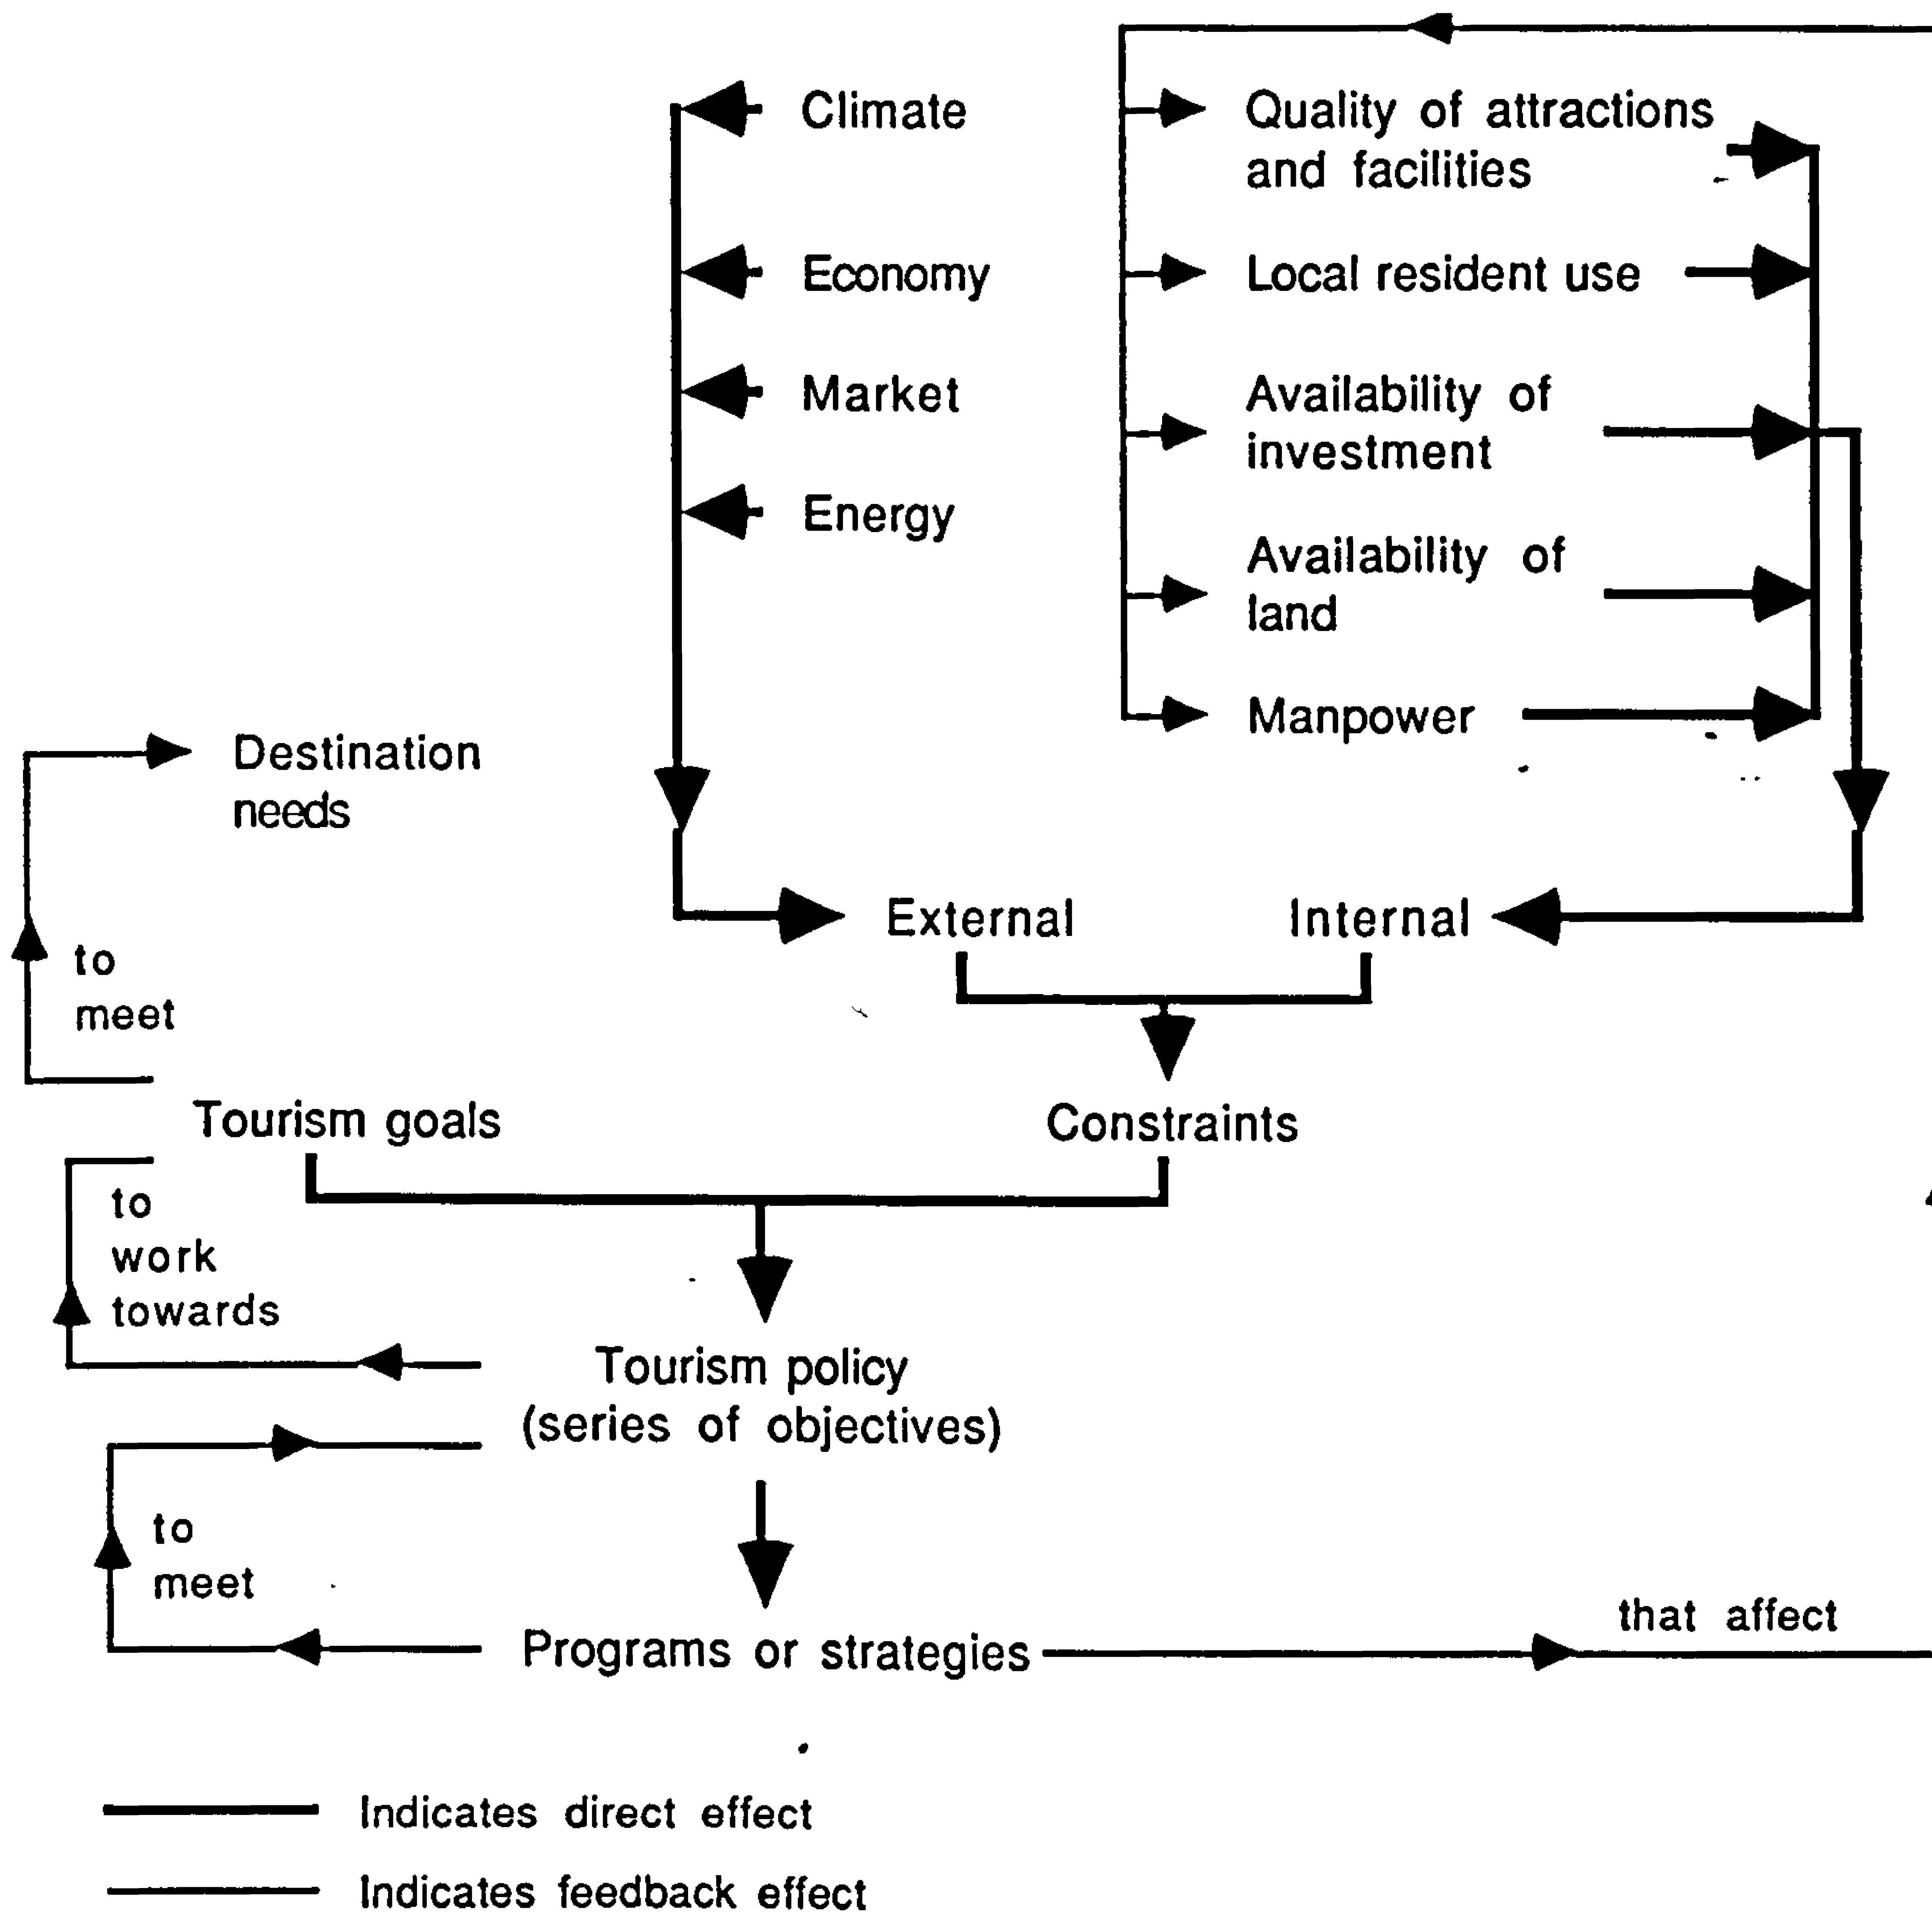 Climate
Economy
Market
Energy
Quality of attractions
and facilities
Local resident use
Availability of
investment
Availability of
land
Manpower
Destination
needs
to
meet
External
Internal
Tourism goals
Constraints
to
work
towards
Tourism policy
(series of objectives)
to
meet
Programs or strategies
that affect
Indicates direct effect
Indicates feedback effect